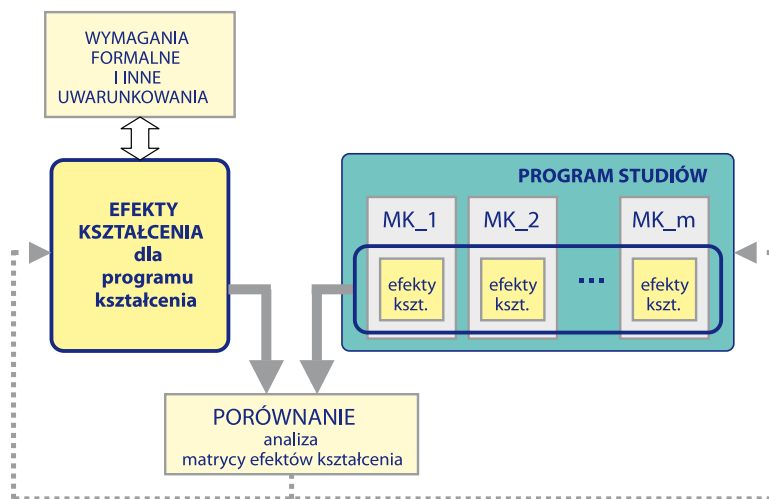 WYMAGANIA
FORMALNE
I INNE
UWARUNKOWANIA
EFEKTY
KSZTAŁCENIA
dla
programu
kształcenia
PROGRAM STUDIÓW
MK_1
MK_2
MK_m
efekty
kszt.
efekty
kszt.
...
efekty
kszt.
PORÓWNANIE
analiza
matrycy efektów kształcenia